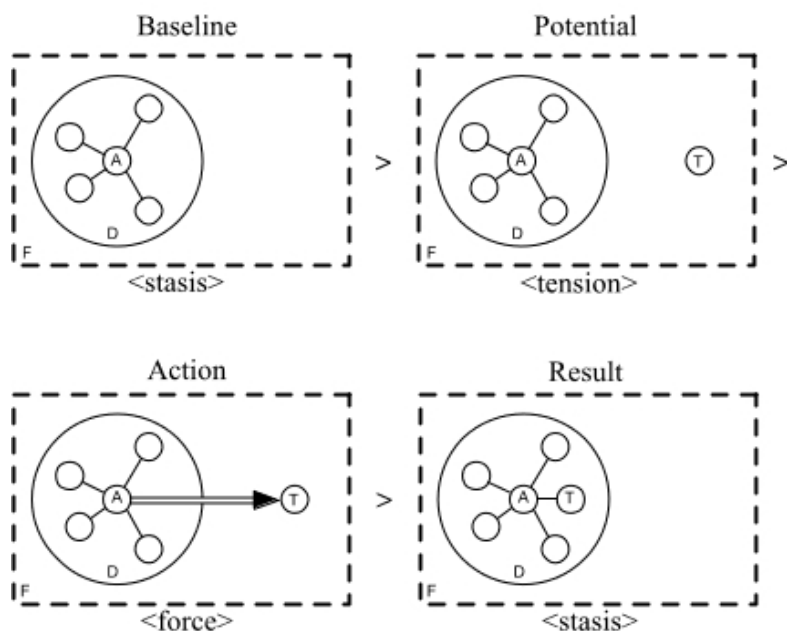 Baseline
A
D
F
<stasis>
>
Potential
A
T
D
F
<tension>
>
Action
A
T
D
F
<force>
>
Result
A
T
D
F
<stasis>